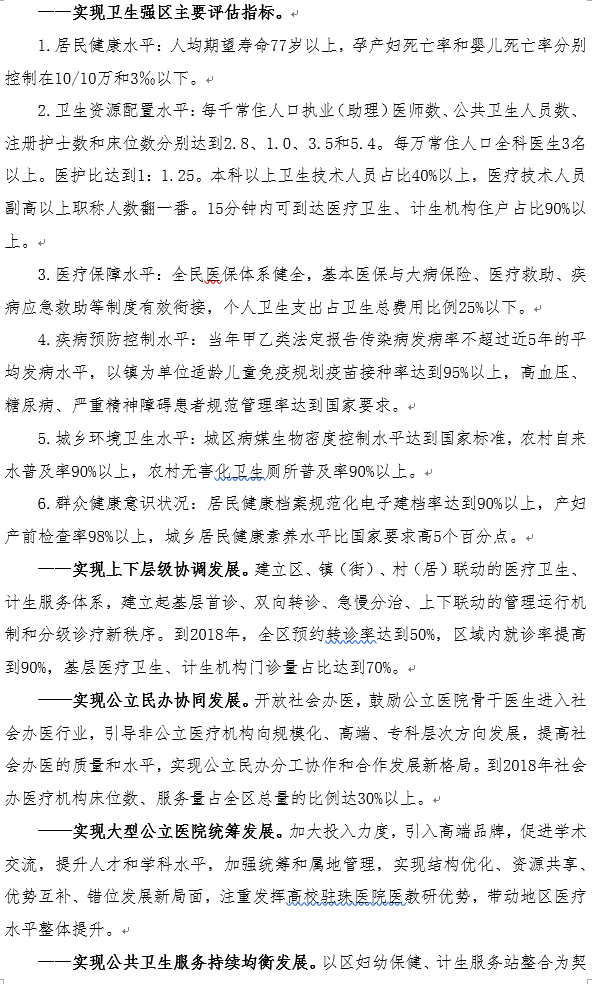 ——实现卫生强区主要评估指标。
1. 居民健康水平：人均期望寿命77岁以上，孕产妇死亡率和婴儿死亡率分别
控制在10/10万和3‰以下。
2. 卫生资源配置水平：每千常住人口执业（助理）医师数、公共卫生人员数、
注册护士数和床位数分别达到2.8、1.0、3.5和5.4。每万常住人口全科医生3名
以上。医护比达到1：1.25。本科以上卫生技术人员占比40%以上，医疗技术人员
副高以上职称人数翻一番。15分钟内可到达医疗卫生、计生机构住户占比90%以
上。
3. 医疗保障水平：全民医保体系健全，基本医保与大病保险、医疗救助、疾
病应急救助等制度有效衔接，个人卫生支出占卫生总费用比例25%以下。
4. 疾病预防控制水平：当年甲乙类法定报告传染病发病率不超过近5年的平
均发病水平，以镇为单位适龄儿童免疫规划疫苗接种率达到95%以上，高血压、
糖尿病、严重精神障碍患者规范管理率达到国家要求。
5. 城乡环境卫生水平：城区病媒生物密度控制水平达到国家标准，农村自来
水普及率90%以上，农村无害化卫生厕所普及率90%以上。
6. 群众健康意识状况：居民健康档案规范化电子建档率达到90%以上，产妇
产前检查率98%以上，城乡居民健康素养水平比国家要求高5个百分点。
——实现上下层级协调发展。建立区、镇（街）、村（居）联动的医疗卫生、
计生服务体系，建立起基层首诊、双向转诊、急慢分治、上下联动的管理运行机
制和分级诊疗新秩序。到2018年，全区预约转诊率达到50%，区域内就诊率提高
到90%，基层医疗卫生、计生机构门诊量占比达到70%。
——实现公立民办协同发展。开放社会办医，鼓励公立医院骨干医生进入社
会办医行业，引导非公立医疗机构向规模化、高端、专科层次方向发展，提高社
会办医的质量和水平，实现公立民办分工协作和合作发展新格局。到2018年社会
办医疗机构床位数、服务量占全区总量的比例达30%以上。
——实现大型公立医院统筹发展。加大投入力度，引入高端品牌，促进学术
交流，提升人才和学科水平，加强统筹和属地管理，实现结构优化、资源共享、
优势互补、错位发展新局面，注重发挥高校驻珠医院医教研优势，带动地区医疗
水平整体提升。
——实现公共卫生服务持续均衡发展。以区妇幼保健、计生服务站整合为契